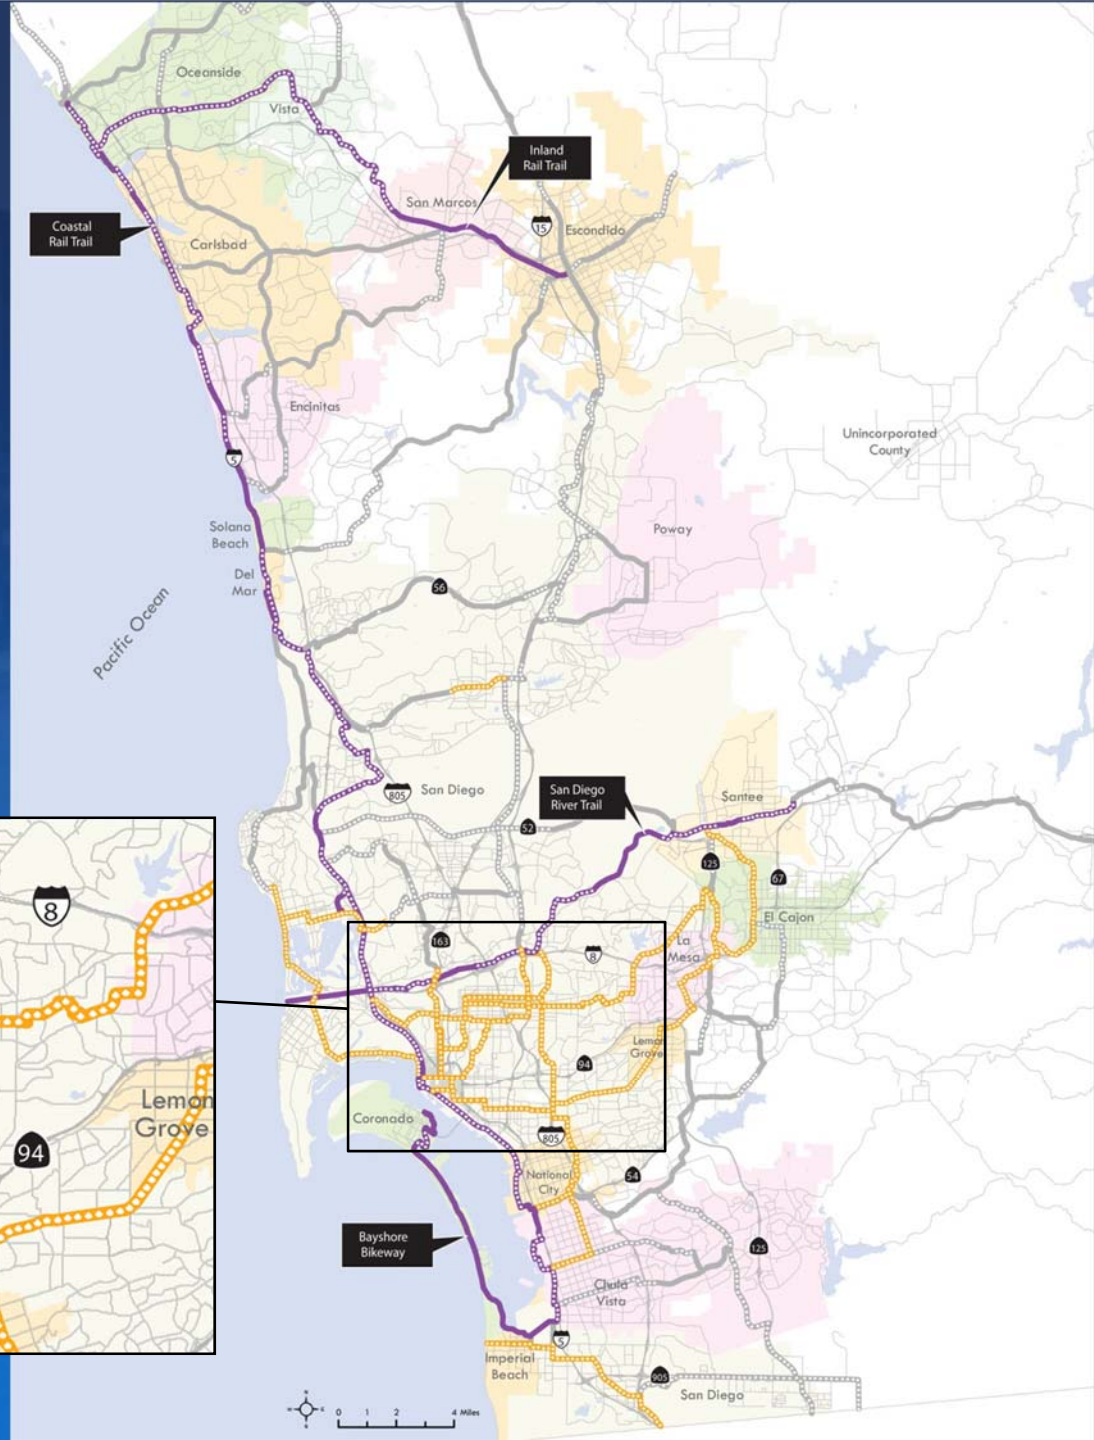 Oceanside
Vista
Inland
Rail Trail
San Marcos
15
Escondido
Coastal
Rail Trail
Carlsbad
Encinitas
Unincorporated
County
5
Solana
Beach
Poway
Del
Mar
56
Pacific Ocean
805
San Diego
San Diego
River Trail
Santee
52
125
67
8
El Cajon
163
8
La
Mesa
Lemon
Grove
94
Lemon
Grove
94
Coronado
805
National
City
54
Bayshore
Bikeway
125
Chula
Vista
5
Imperial
Beach
905
San Diego
0 1 2 4 Miles